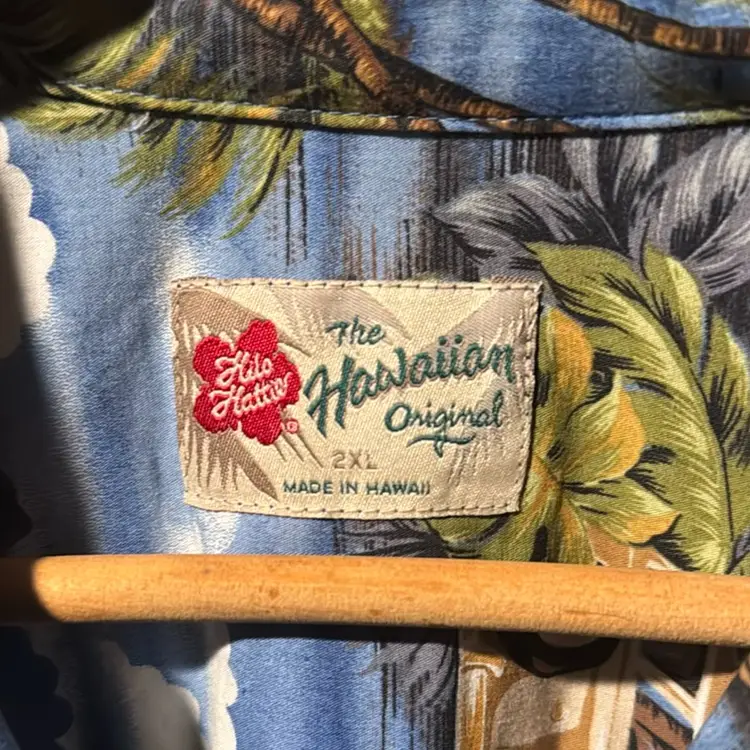 Hilo
Hattie
®
The
Hawaiian
Original
2XL
MADE IN HAWAII